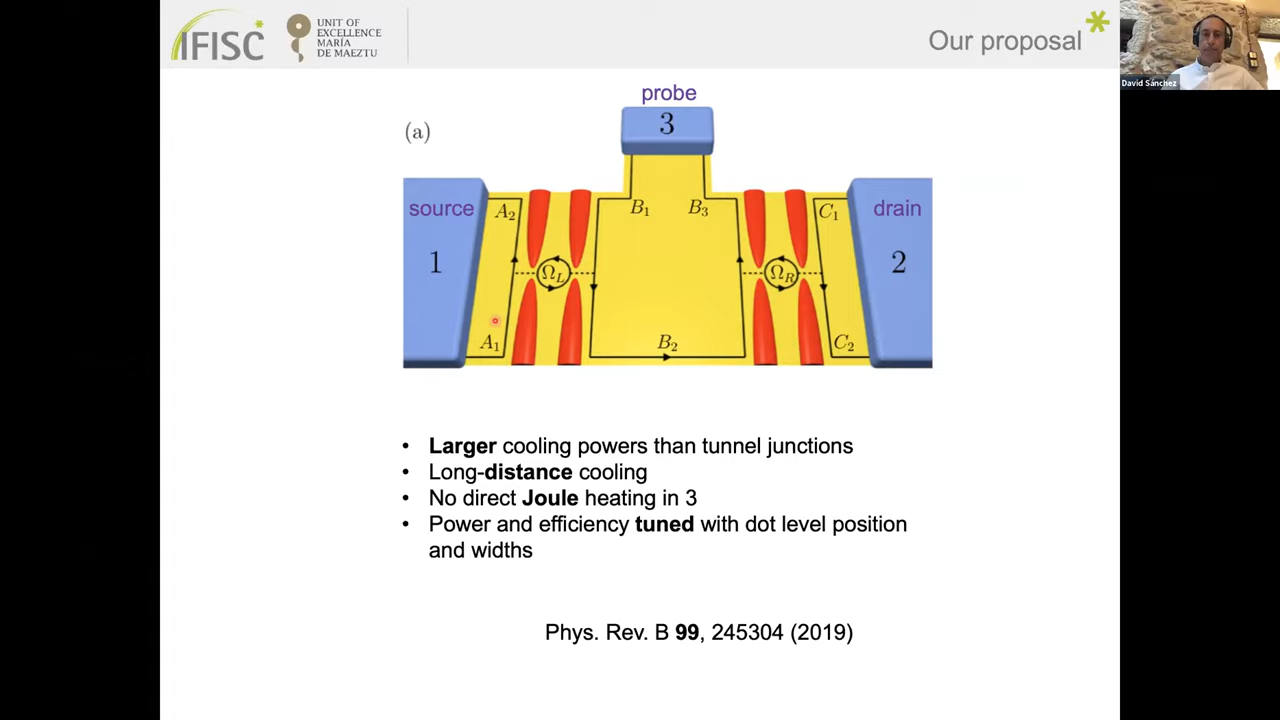 IFISC
UNIT OF
EXCELLENCE
MARÍA
DE MAEZTU
Our proposal
David Sánchez
probe
(a)
3
source
A₂
B₁
B₃
C₁
drain
1
Ω_L
Ω_R
2
A₁
B₂
C₂
• Larger cooling powers than tunnel junctions
• Long-distance cooling
• No direct Joule heating in 3
• Power and efficiency tuned with dot level position
and widths
Phys. Rev. B 99, 245304 (2019)